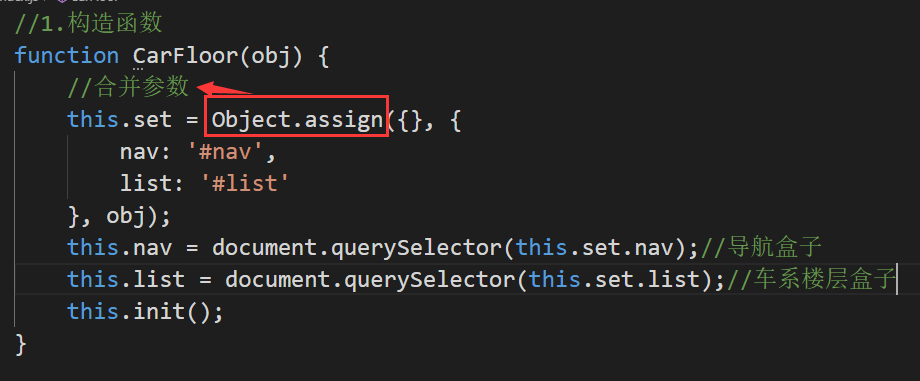 //1.构造函数
function CarFloor(obj) {
//合并参数
this.set = Object.assign({}, {
nav: '#nav',
list: '#list'
}, obj);
this.nav = document.querySelector(this.set.nav);//导航盒子
this.list = document.querySelector(this.set.list);//车系楼层盒子
this.init();
}